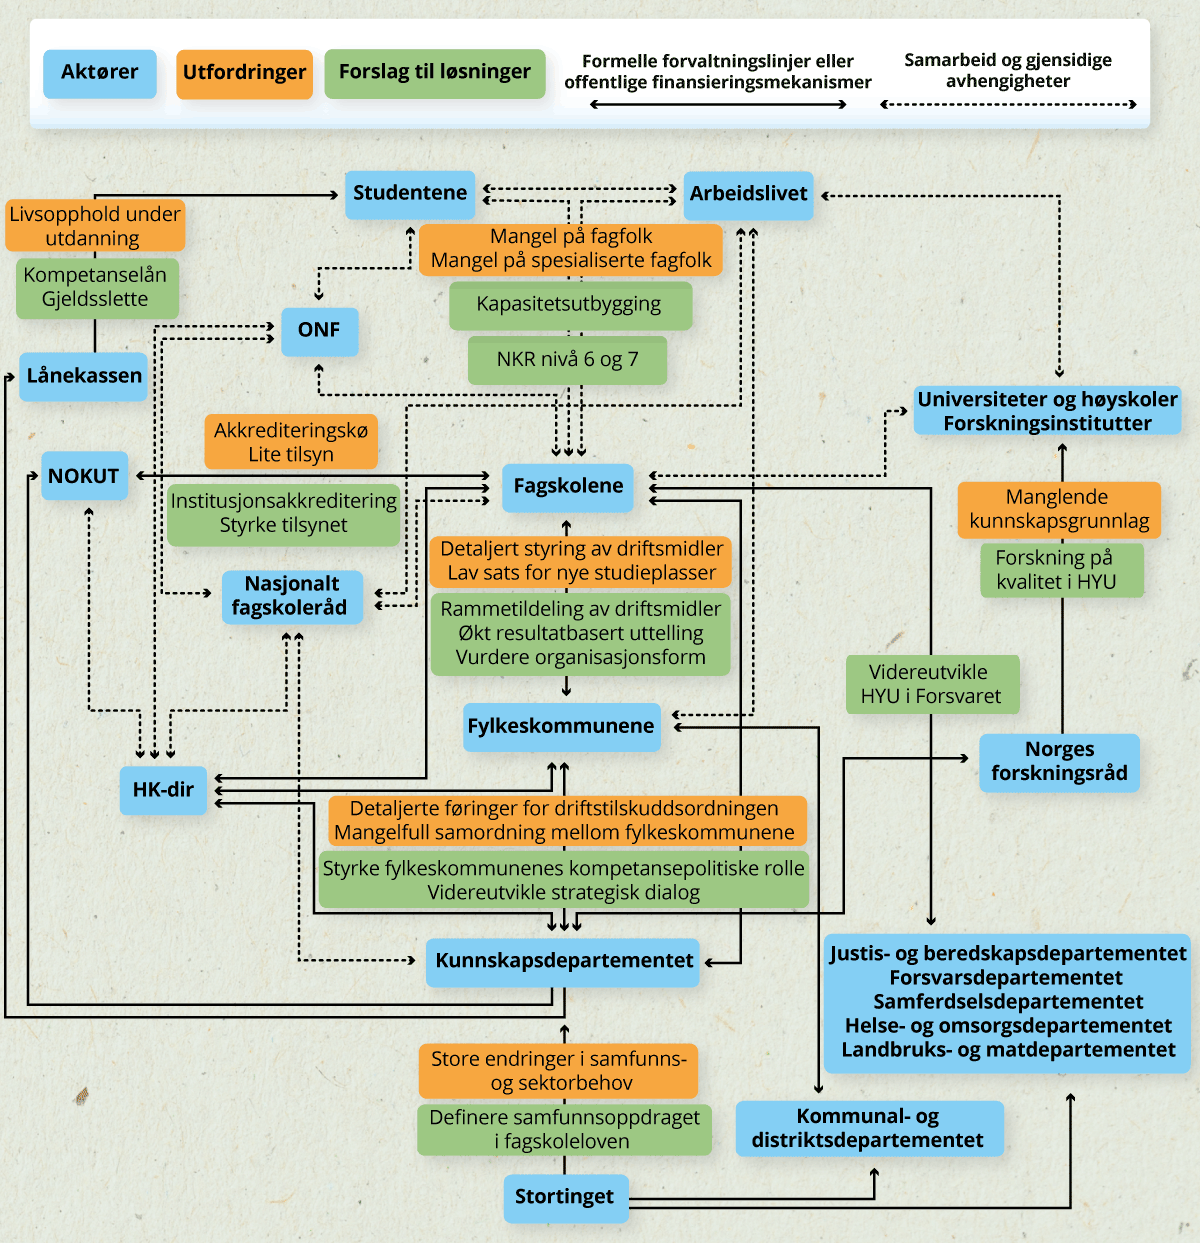 Aktører
Utfordringer
Forslag til løsninger
Formelle forvaltningslinjer eller
offentlige finansieringsmekanismer
Samarbeid og gjensidige
avhengigheter
Studentene
Arbeidslivet
Livsopphold under
utdanning
Kompetanselån
Gjeldsslette
Mangel på fagfolk
Mangel på spesialiserte fagfolk
Kapasitetsutbygging
NKR nivå 6 og 7
ONF
Lånekassen
Universiteter og høyskoler
Forskningsinstitutter
Akkrediteringskø
Lite tilsyn
NOKUT
Fagskolene
Institusjonsakkreditering
Styrke tilsynet
Manglende
kunnskapsgrunnlag
Forskning på
kvalitet i HYU
Detaljert styring av driftsmidler
Lav sats for nye studieplasser
Nasjonalt
fagskoleråd
Rammetildeling av driftsmidler
Økt resultatbasert uttelling
Vurdere organisasjonsform
Videreutvikle
HYU i Forsvaret
Fylkeskommunene
Norges
forskningsråd
HK-dir
Detaljerte føringer for driftstilskuddsordningen
Mangelfull samordning mellom fylkeskommunene
Styrke fylkeskommunenes kompetansepolitiske rolle
Videreutvikle strategisk dialog
Kunnskapsdepartementet
Justis- og beredskapsdepartementet
Forsvarsdepartementet
Samferdselsdepartementet
Helse- og omsorgsdepartementet
Landbruks- og matdepartementet
Store endringer i samfunns-
og sektorbehov
Definere samfunnsoppdraget
i fagskoleloven
Kommunal- og
distriktsdepartementet
Stortinget